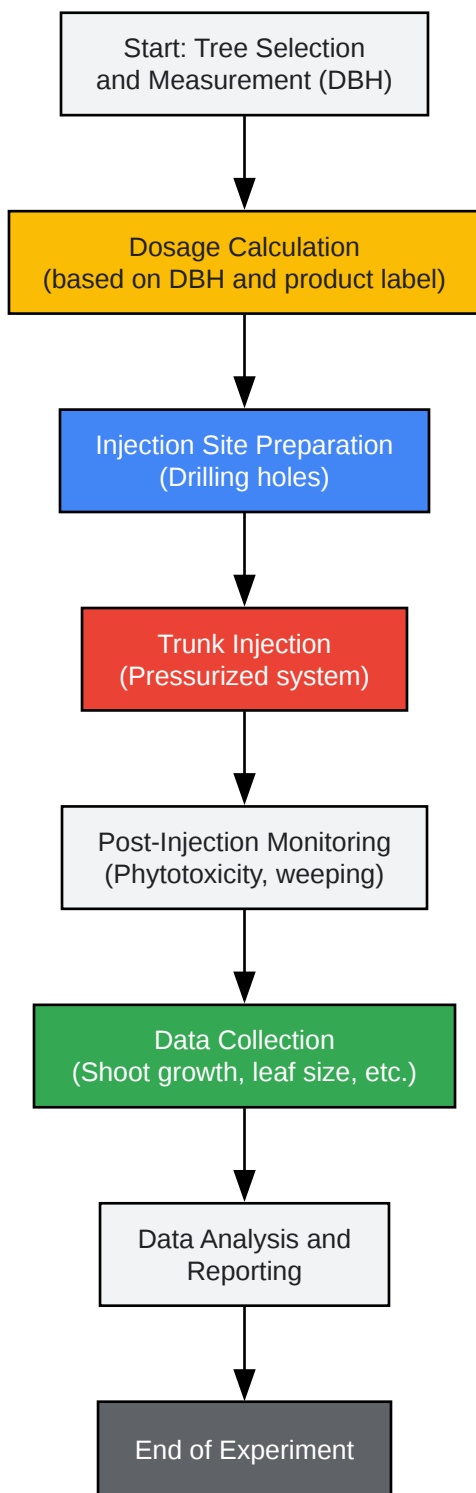 Start: Tree Selection
and Measurement (DBH)
Dosage Calculation
(based on DBH and product label)
Injection Site Preparation
(Drilling holes)
Trunk Injection
(Pressurized system)
Post-Injection Monitoring
(Phytotoxicity, weeping)
Data Collection
(Shoot growth, leaf size, etc.)
Data Analysis and
Reporting
End of Experiment